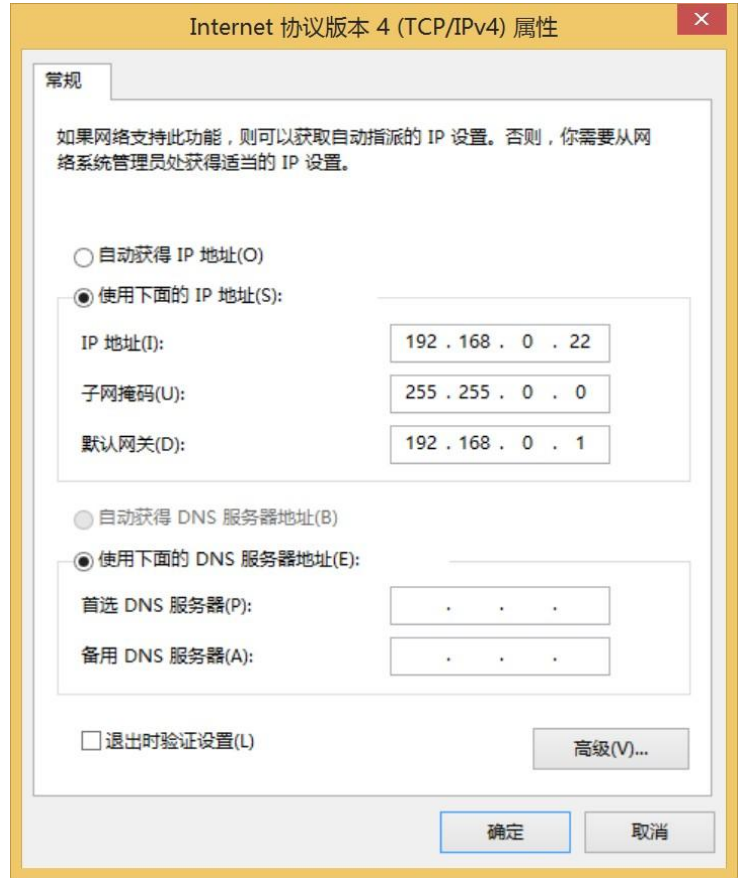 Internet 协议版本 4 (TCP/IPv4) 属性
常规
如果网络支持此功能，则可以获取自动指派的 IP 设置。否则，你需要从网
络系统管理员处获得适当的 IP 设置。
自动获得 IP 地址(O)
使用下面的 IP 地址(S):
IP 地址(I): 192 . 168 . 0 . 22
子网掩码(U): 255 . 255 . 0 . 0
默认网关(D): 192 . 168 . 0 . 1
自动获得 DNS 服务器地址(B)
使用下面的 DNS 服务器地址(E):
首选 DNS 服务器(P): . . .
备用 DNS 服务器(A): . . .
退出时验证设置(L)
高级(V)...
确定 取消